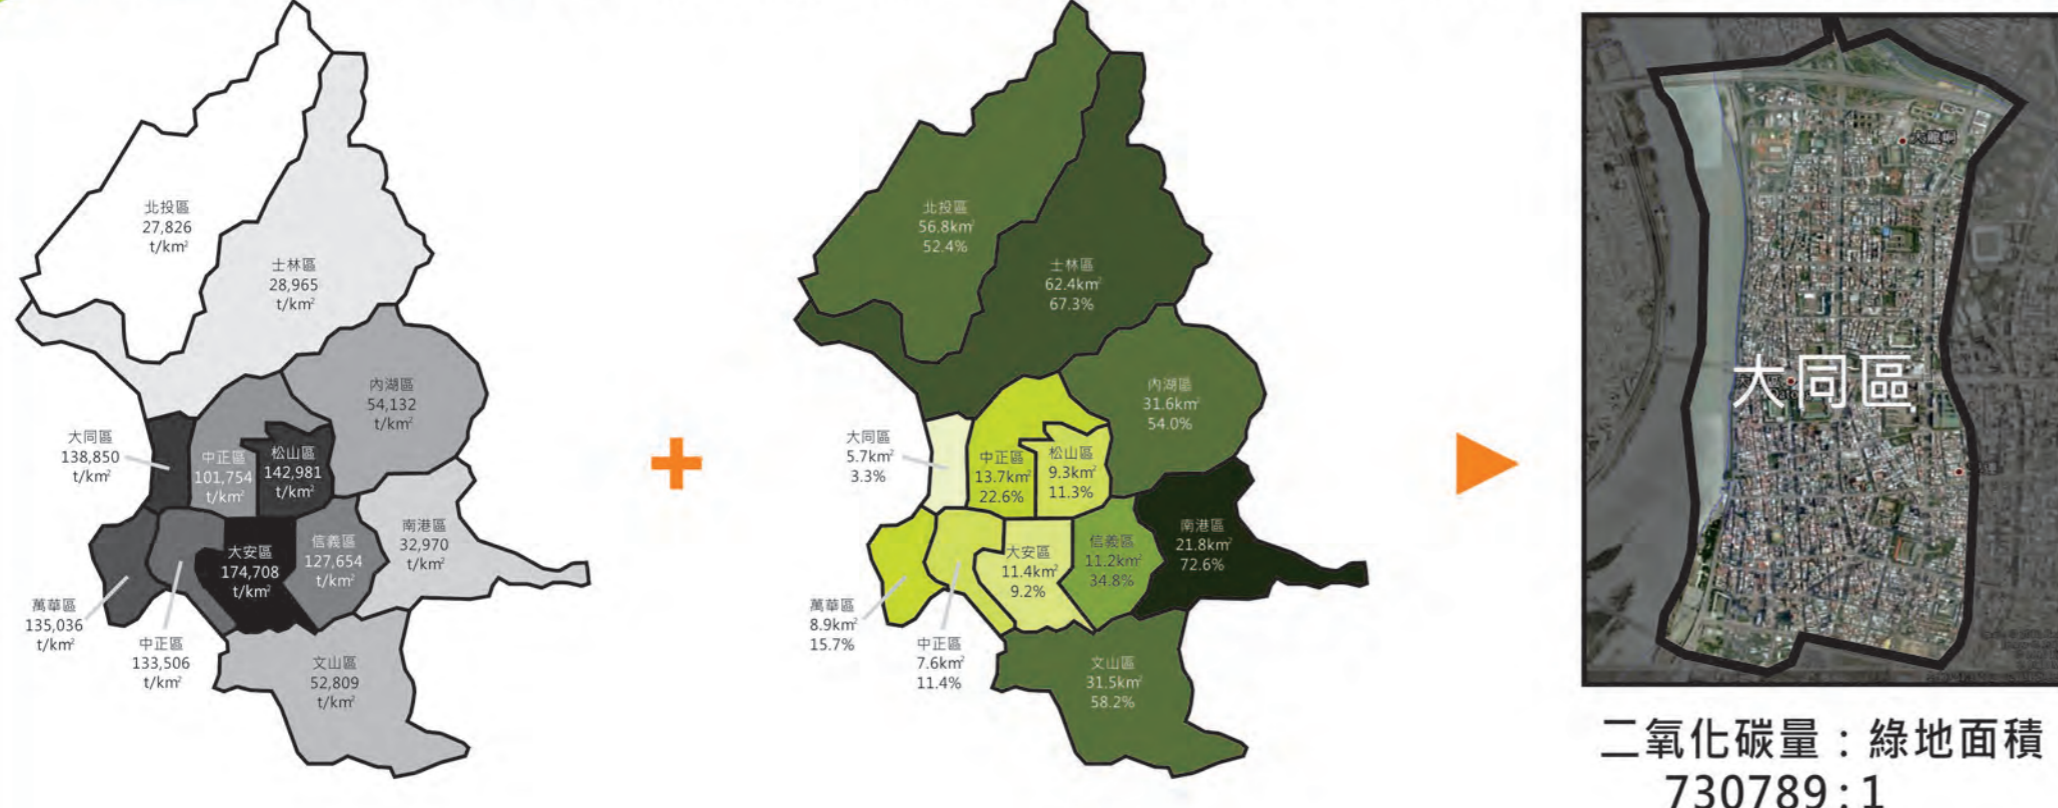 北投區
27,826
t/km²
士林區
28,965
t/km²
內湖區
54,132
t/km²
大同區
138,850
t/km²
中正區
101,754
t/km²
松山區
142,981
t/km²
南港區
32,970
t/km²
大安區
174,708
t/km²
信義區
127,654
t/km²
萬華區
135,036
t/km²
中正區
133,506
t/km²
文山區
52,809
t/km²
+
北投區
56.8km²
52.4%
士林區
62.4km²
67.3%
內湖區
31.6km²
54.0%
大同區
5.7km²
3.3%
中正區
13.7km²
22.6%
松山區
9.3km²
11.3%
南港區
21.8km²
72.6%
大安區
11.4km²
9.2%
信義區
11.2km²
34.8%
萬華區
8.9km²
15.7%
中正區
7.6km²
11.4%
文山區
31.5km²
58.2%
大同區
二氧化碳量：綠地面積
730789:1